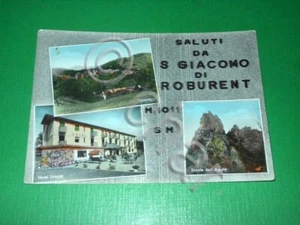 SALUTI
DA
S. GIACOMO
DI
ROBURENT
M. 1011
S M